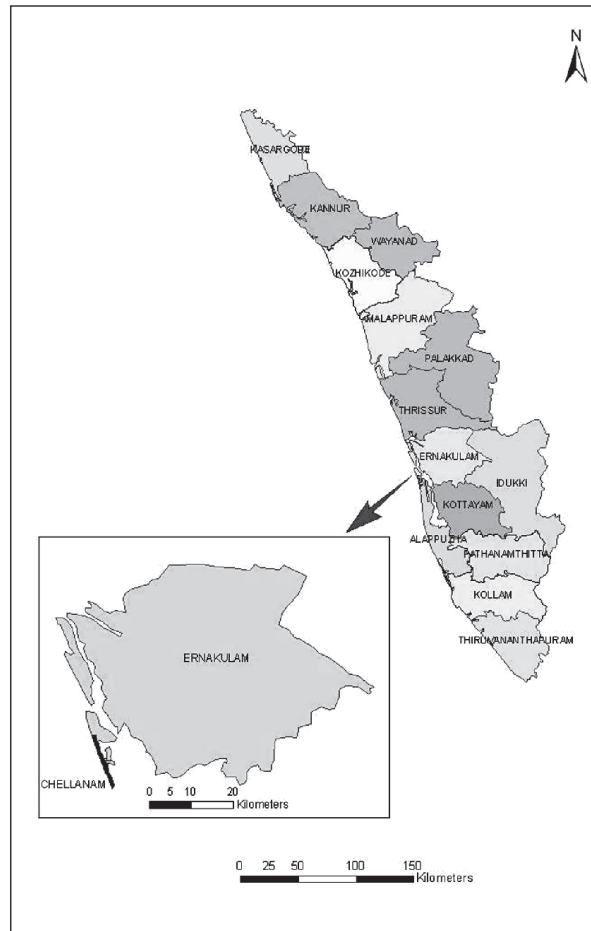 N
KASARGODE
KANNUR
WAYANAD
KOZHIKODE
MALAPPURAM
PALAKKAD
THRISSUR
ERNAKULAM
IDUKKI
KOTTAYAM
ALAPPUZHA
PATHANAMTHITTA
KOLLAM
THIRUVANANTHAPURAM
ERNAKULAM
CHELLANAM
0 5 10 20
Kilometers
0 25 50 100 150
Kilometers